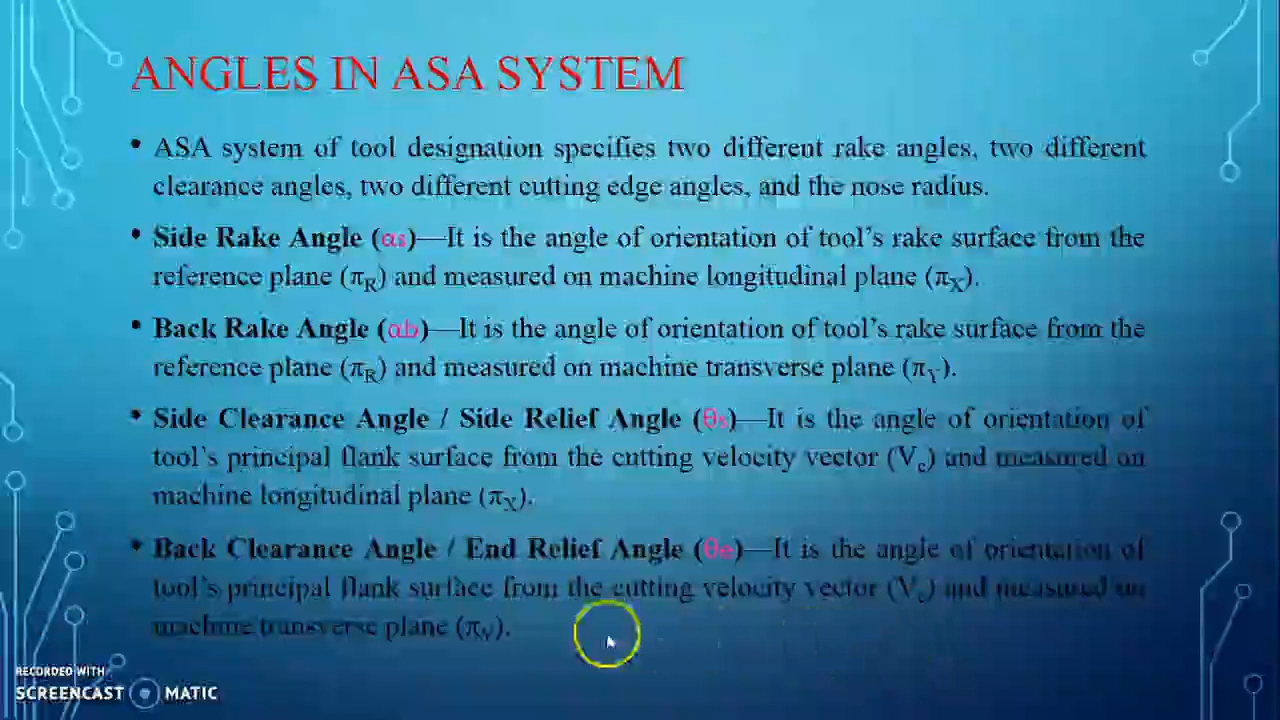 ANGLES IN ASA SYSTEM
• ASA system of tool designation specifies two different rake angles, two different
clearance angles, two different cutting edge angles, and the nose radius.
• Side Rake Angle (αs)—It is the angle of orientation of tool's rake surface from the
reference plane (πR) and measured on machine longitudinal plane (πX).
• Back Rake Angle (αb)—It is the angle of orientation of tool's rake surface from the
reference plane (πR) and measured on machine transverse plane (πY).
• Side Clearance Angle / Side Relief Angle (θs)—It is the angle of orientation of
tool's principal flank surface from the cutting velocity vector (Vc) and measured on
machine longitudinal plane (πX).
• Back Clearance Angle / End Relief Angle (θe)—It is the angle of orientation of
tool's principal flank surface from the cutting velocity vector (Vc) and measured on
machine transverse plane (πY).
RECORDED WITH
SCREENCAST MATIC